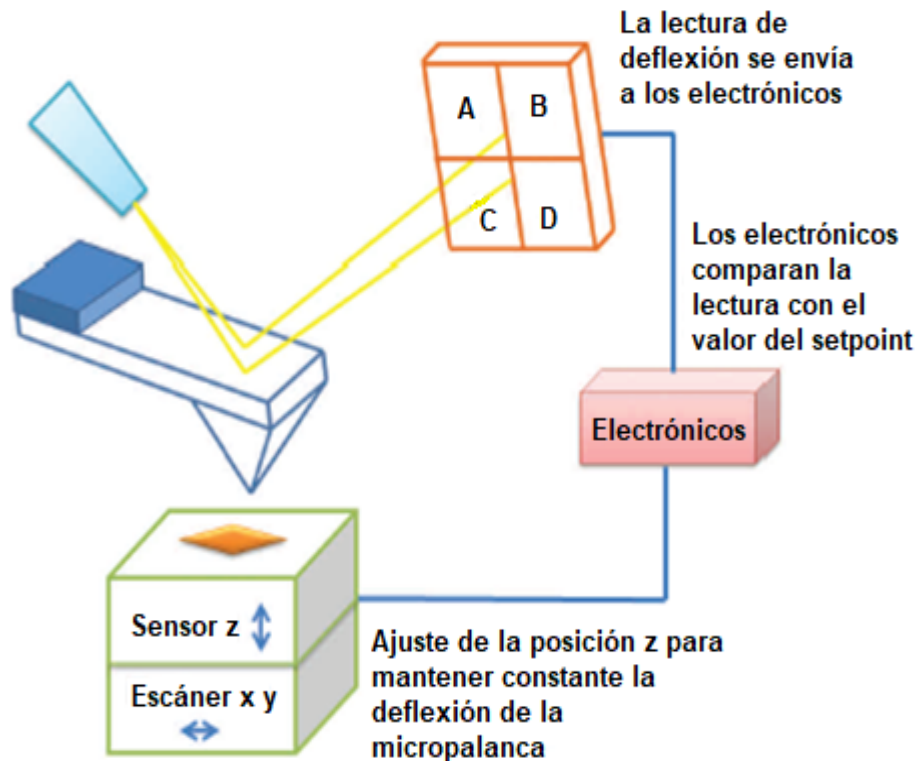 La lectura de
deflexión se envía
a los electrónicos
A
B
C
D
Los electrónicos
comparan la
lectura con el
valor del setpoint
Electrónicos
Sensor z
Escáner x y
Ajuste de la posición z para
mantener constante la
deflexión de la
micropalanca